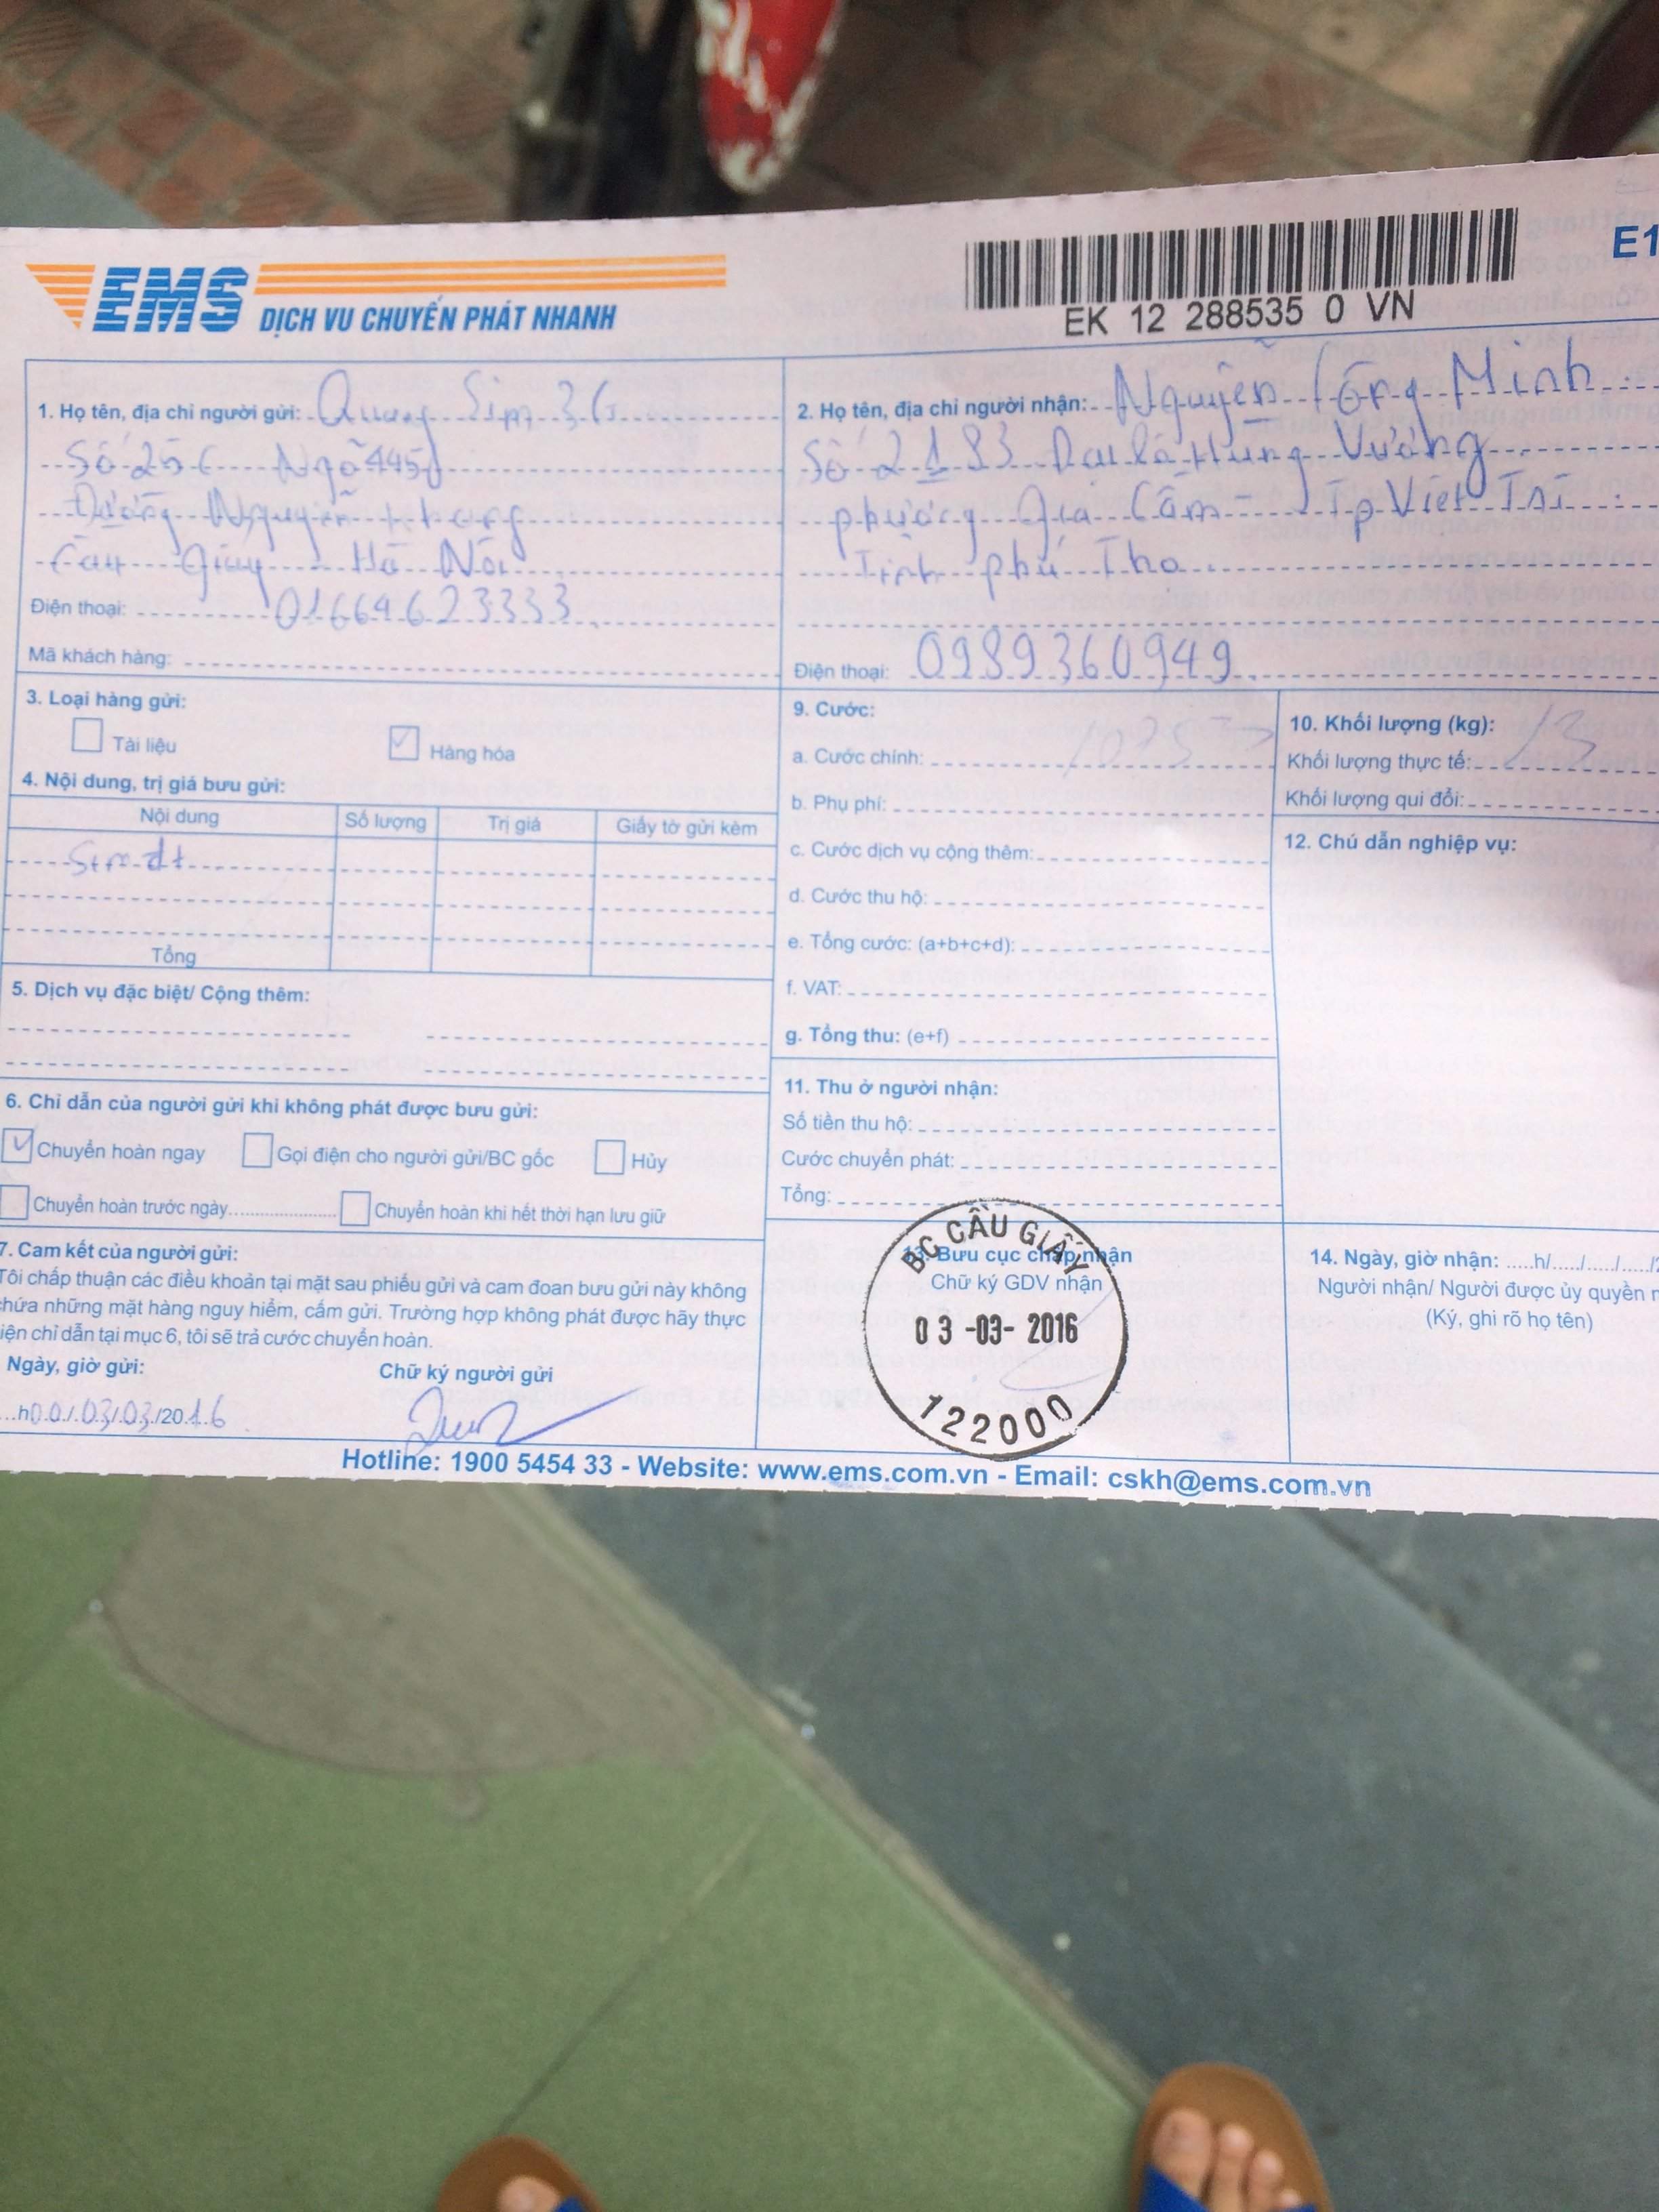 EMS DỊCH VỤ CHUYỂN PHÁT NHANH
EK 12 288535 0 VN
E1
1. Họ tên, địa chỉ người gửi: Quang Sim 3G
Số 25 Ngõ 445
Đường Nguyễn Khang
Cầu Giấy Hà Nội
Điện thoại: 01664623333
Mã khách hàng:
2. Họ tên, địa chỉ người nhận: Nguyễn Công Minh
Số 2183 Đại lộ Hùng Vương
phường Gia Cẩm - Tp Việt Trì
Tỉnh phú Thọ
Điện thoại: 0989360949
3. Loại hàng gửi:
Tài liệu
Hàng hóa
4. Nội dung, trị giá bưu gửi:
Nội dung Số lượng Trị giá Giấy tờ gửi kèm
Tổng
5. Dịch vụ đặc biệt/ Cộng thêm:
6. Chỉ dẫn của người gửi khi không phát được bưu gửi:
Chuyển hoàn ngay Gọi điện cho người gửi/BC gốc Hủy
Chuyển hoàn trước ngày.................... Chuyển hoàn khi hết thời hạn lưu giữ
7. Cam kết của người gửi:
Tôi chấp thuận các điều khoản tại mặt sau phiếu gửi và cam đoan bưu gửi này không
chứa những mặt hàng nguy hiểm, cấm gửi. Trường hợp không phát được hãy thực
iện chỉ dẫn tại mục 6, tôi sẽ trả cước chuyển hoàn.
Ngày, giờ gửi:
Chữ ký người gửi
...h00/03/03/2016
9. Cước:
a. Cước chính:
b. Phụ phí:
c. Cước dịch vụ cộng thêm:
d. Cước thu hộ:
e. Tổng cước: (a+b+c+d):
f. VAT:
g. Tổng thu: (e+f)
10. Khối lượng (kg):
Khối lượng thực tế: 13
Khối lượng qui đổi:
11. Thu ở người nhận:
Số tiền thu hộ:
Cước chuyển phát:
Tổng:
12. Chú dẫn nghiệp vụ:
13. Bưu cục chấp nhận
Chữ ký GDV nhận
BC CẦU GIẤY
03 -03- 2016
122000
14. Ngày, giờ nhận: .....h/...../...../...../2
Người nhận/ Người được ủy quyền n
(Ký, ghi rõ họ tên)
Hotline: 1900 5454 33 - Website: www.ems.com.vn - Email: cskh@ems.com.vn